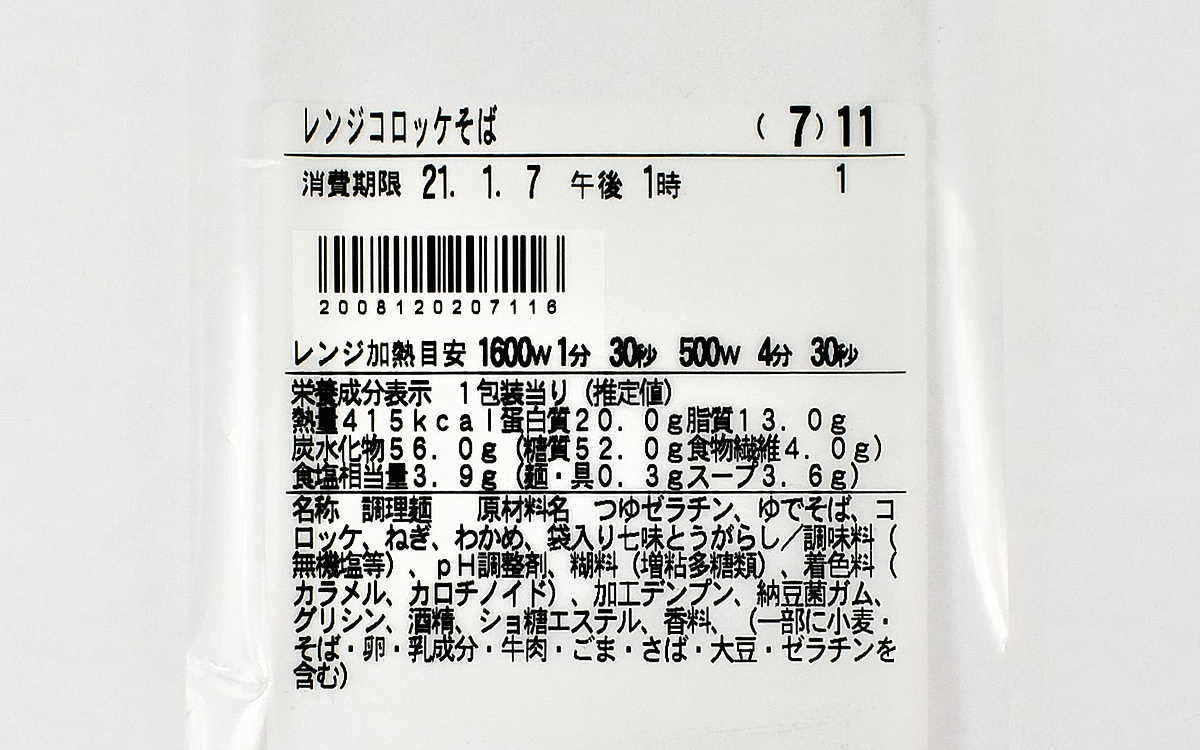 レンジコロッケそば （ 7）11
消費期限 21. 1. 7 午後 1時 1
2008120207116
レンジ加熱目安 1600W 1分 30秒 500W 4分 30秒
栄養成分表示 1包装当り（推定値）
熱量415kcal蛋白質20.0g脂質13.0g
炭水化物56.0g（糖質52.0g食物繊維4.0g）
食塩相当量3.9g（麺・具0.3gスープ3.6g）
名称 調理麺 原材料名 つゆゼラチン、ゆでそば、コ
ロッケ、ねぎ、わかめ、袋入り七味とうがらし／調味料（
無機塩等）、pH調整剤、糊料（増粘多糖類）、着色料（
カラメル、カロチノイド）、加工デンプン、納豆菌ガム、
グリシン、酒精、ショ糖エステル、香料、（一部に小麦・
そば・卵・乳成分・牛肉・ごま・さば・大豆・ゼラチンを
含む）